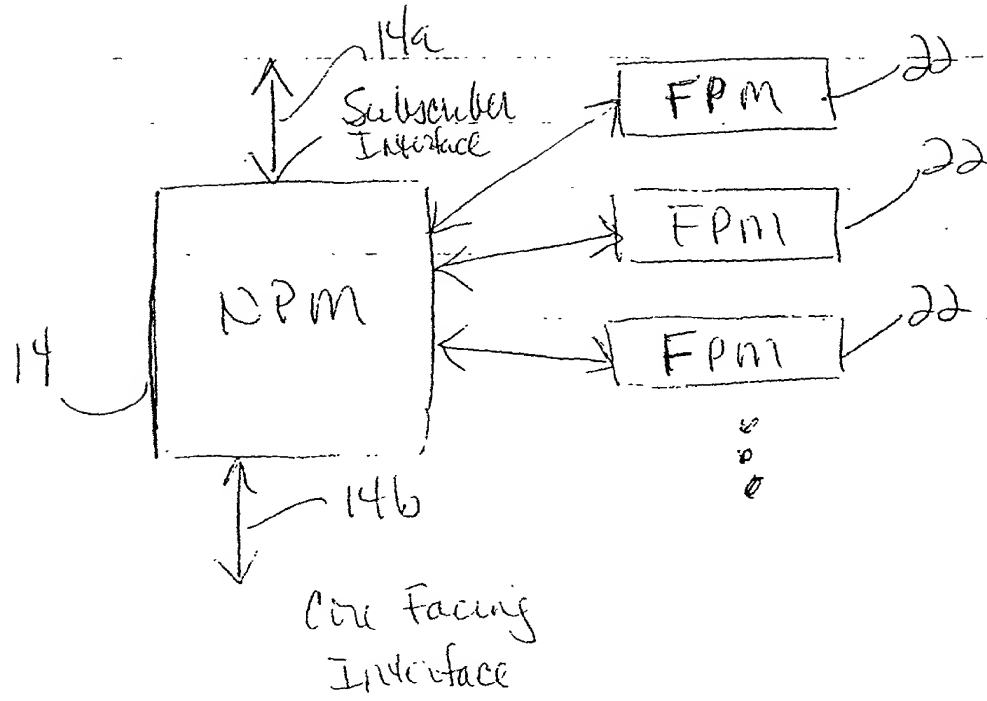 14a
Subscriber
Interface
FPM
22
FPM
22
NPM
FPM
22
14
14b
Core Facing
Interface